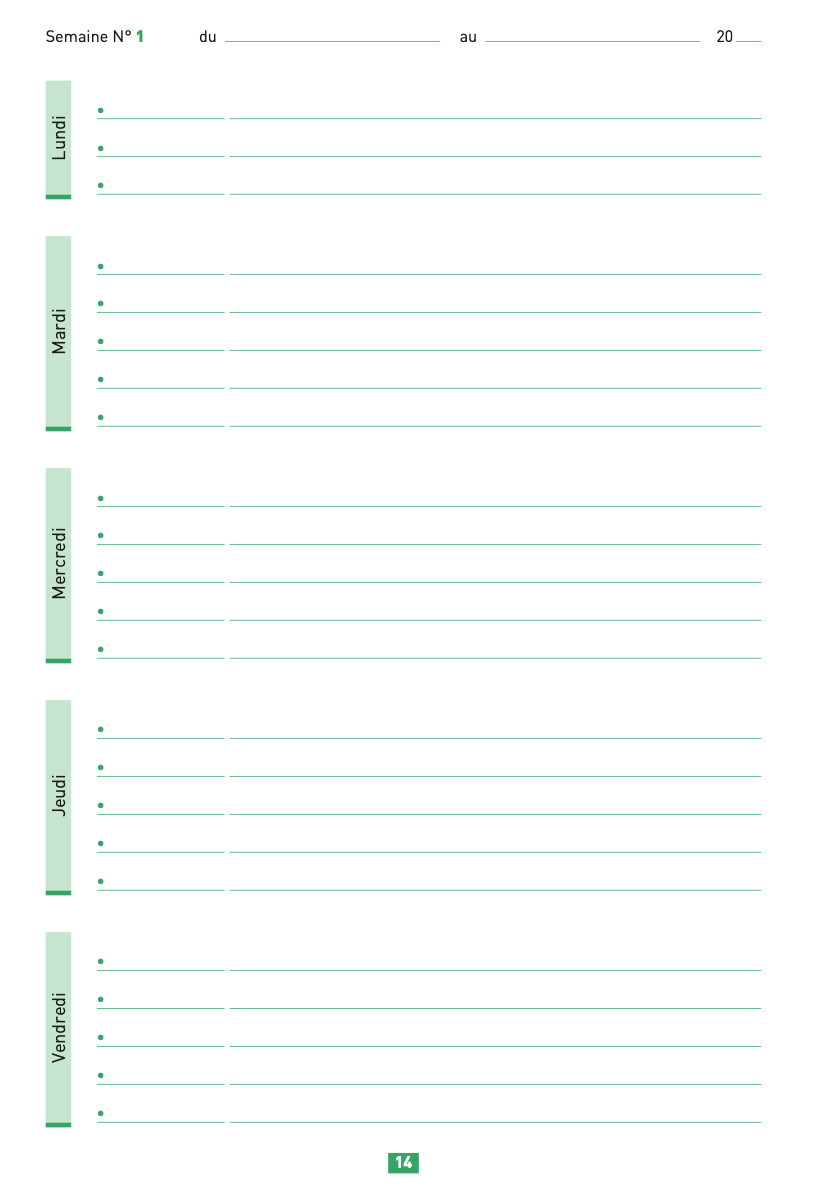 Semaine N° 1 du au 20
Lundi
Mardi
Mercredi
Jeudi
Vendredi
14